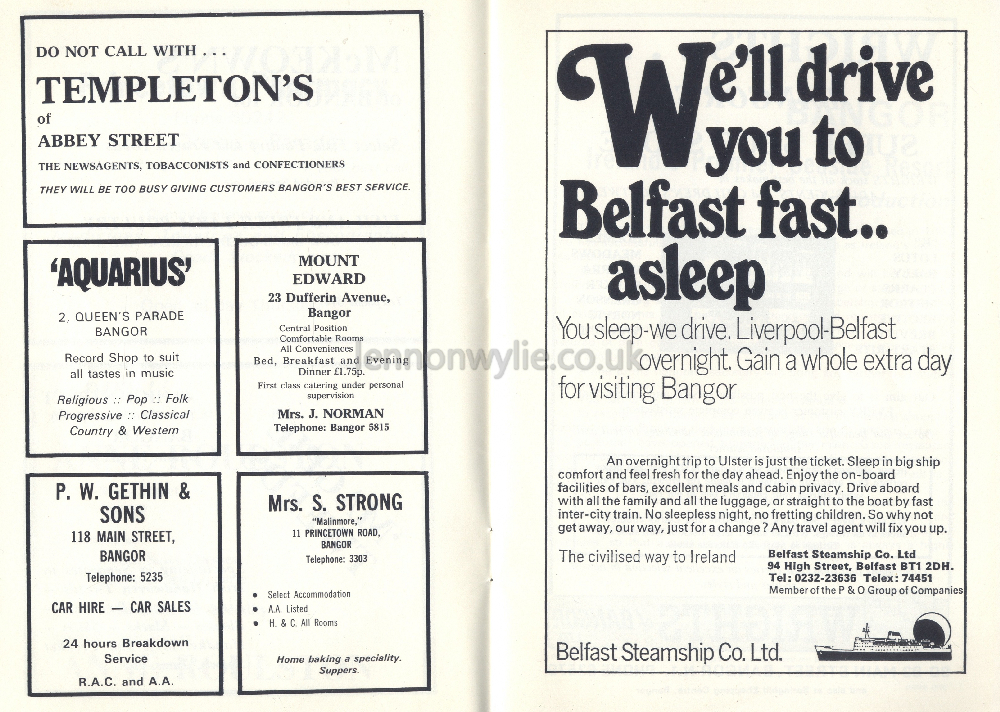 DO NOT CALL WITH . . .
TEMPLETON'S
of
ABBEY STREET
THE NEWSAGENTS, TOBACCONISTS and CONFECTIONERS
THEY WILL BE TOO BUSY GIVING CUSTOMERS BANGOR'S BEST SERVICE.
'AQUARIUS'
2, QUEEN'S PARADE
BANGOR
Record Shop to suit
all tastes in music
Religious :: Pop :: Folk
Progressive :: Classical
Country & Western
MOUNT
EDWARD
23 Dufferin Avenue,
Bangor
Central Position
Comfortable Rooms
All Conveniences
Bed, Breakfast and Evening
Dinner £1.75p.
First class catering under personal
supervision
Mrs. J. NORMAN
Telephone: Bangor 5815
P. W. GETHIN &
SONS
118 MAIN STREET,
BANGOR
Telephone: 5235
CAR HIRE — CAR SALES
24 hours Breakdown
Service
R.A.C. and A.A.
Mrs. S. STRONG
"Malinmore,"
11 PRINCETOWN ROAD,
BANGOR
Telephone: 3303
• Select Accommodation
• A.A. Listed
• H. & C. All Rooms
Home baking a speciality.
Suppers.
We'll drive
you to
Belfast fast..
asleep
You sleep-we drive. Liverpool-Belfast
overnight. Gain a whole extra day
for visiting Bangor
An overnight trip to Ulster is just the ticket. Sleep in big ship
comfort and feel fresh for the day ahead. Enjoy the on-board
facilities of bars, excellent meals and cabin privacy. Drive aboard
with all the family and all the luggage, or straight to the boat by fast
inter-city train. No sleepless night, no fretting children. So why not
get away, our way, just for a change? Any travel agent will fix you up.
The civilised way to Ireland
Belfast Steamship Co. Ltd
94 High Street, Belfast BT1 2DH.
Tel: 0232-23636 Telex: 74451
Member of the P & O Group of Companies
Belfast Steamship Co. Ltd.
lennonwylie.co.uk